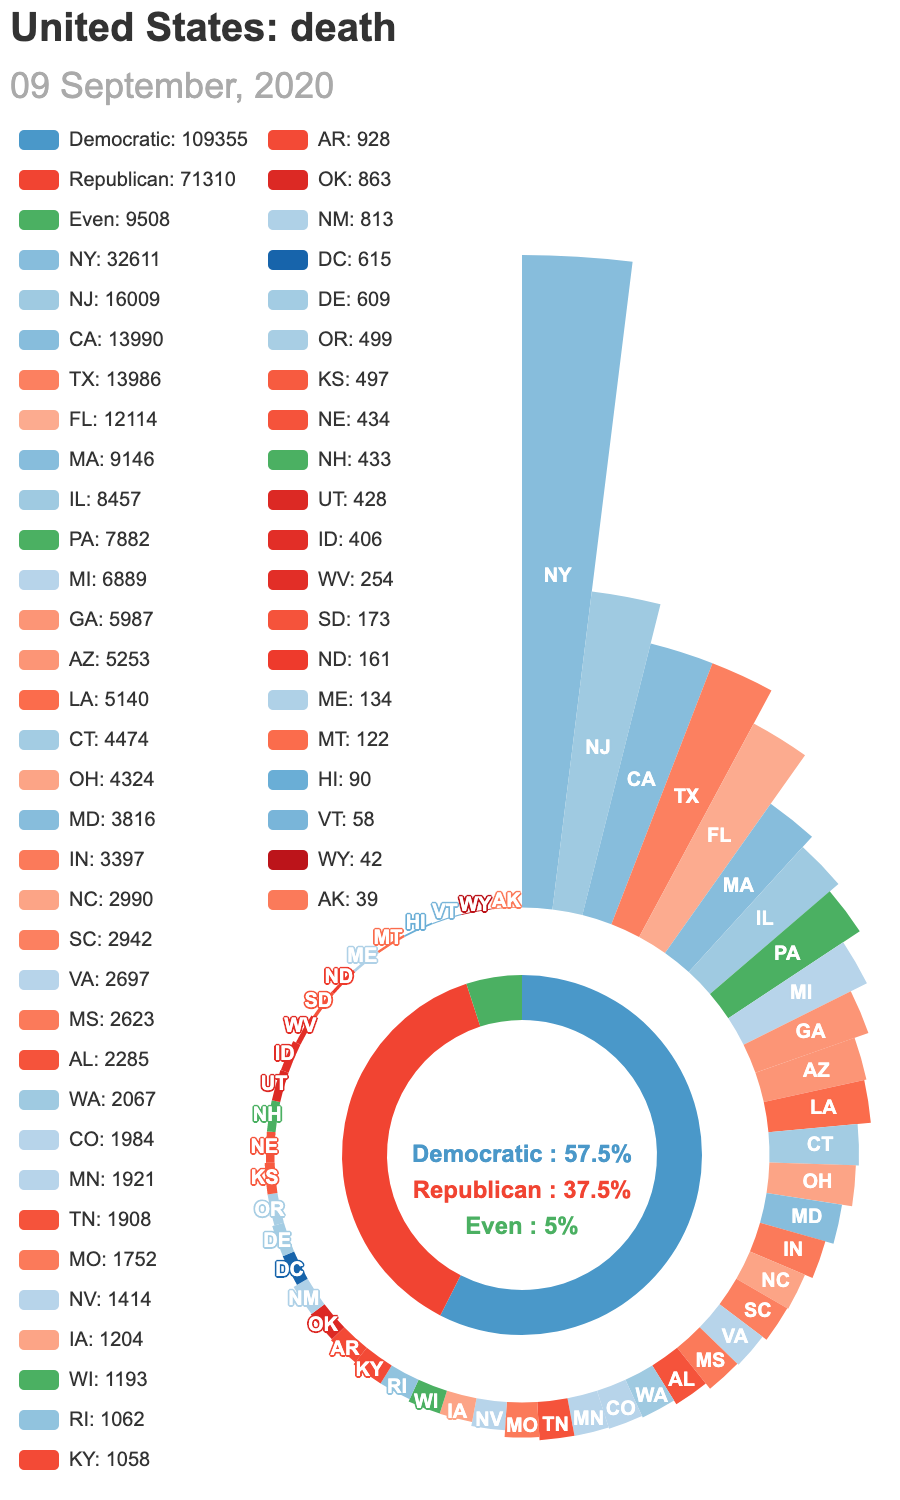 United States: death
09 September, 2020
Democratic: 109355
Republican: 71310
Even: 9508
NY: 32611
NJ: 16009
CA: 13990
TX: 13986
FL: 12114
MA: 9146
IL: 8457
PA: 7882
MI: 6889
GA: 5987
AZ: 5253
LA: 5140
CT: 4474
OH: 4324
MD: 3816
IN: 3397
NC: 2990
SC: 2942
VA: 2697
MS: 2623
AL: 2285
WA: 2067
CO: 1984
MN: 1921
TN: 1908
MO: 1752
NV: 1414
IA: 1204
WI: 1193
RI: 1062
KY: 1058
AR: 928
OK: 863
NM: 813
DC: 615
DE: 609
OR: 499
KS: 497
NE: 434
NH: 433
UT: 428
ID: 406
WV: 254
SD: 173
ND: 161
ME: 134
MT: 122
HI: 90
VT: 58
WY: 42
AK: 39
NY
NJ
CA
TX
FL
MA
IL
PA
MI
GA
AZ
LA
CT
OH
MD
IN
NC
SC
VA
MS
AL
WA
CO
MN
TN
MO
NV
IA
WI
RI
KY
AR
OK
NM
DC
DE
OR
KS
NE
NH
UT
ID
WV
SD
ND
ME
MT
HI
VT
WY
AK
Democratic : 57.5%
Republican : 37.5%
Even : 5%